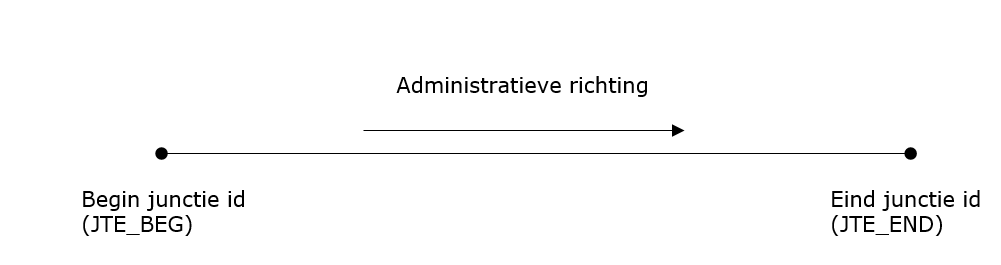 Administratieve richting
Begin junctie id
(JTE_BEG)
Eind junctie id
(JTE_END)